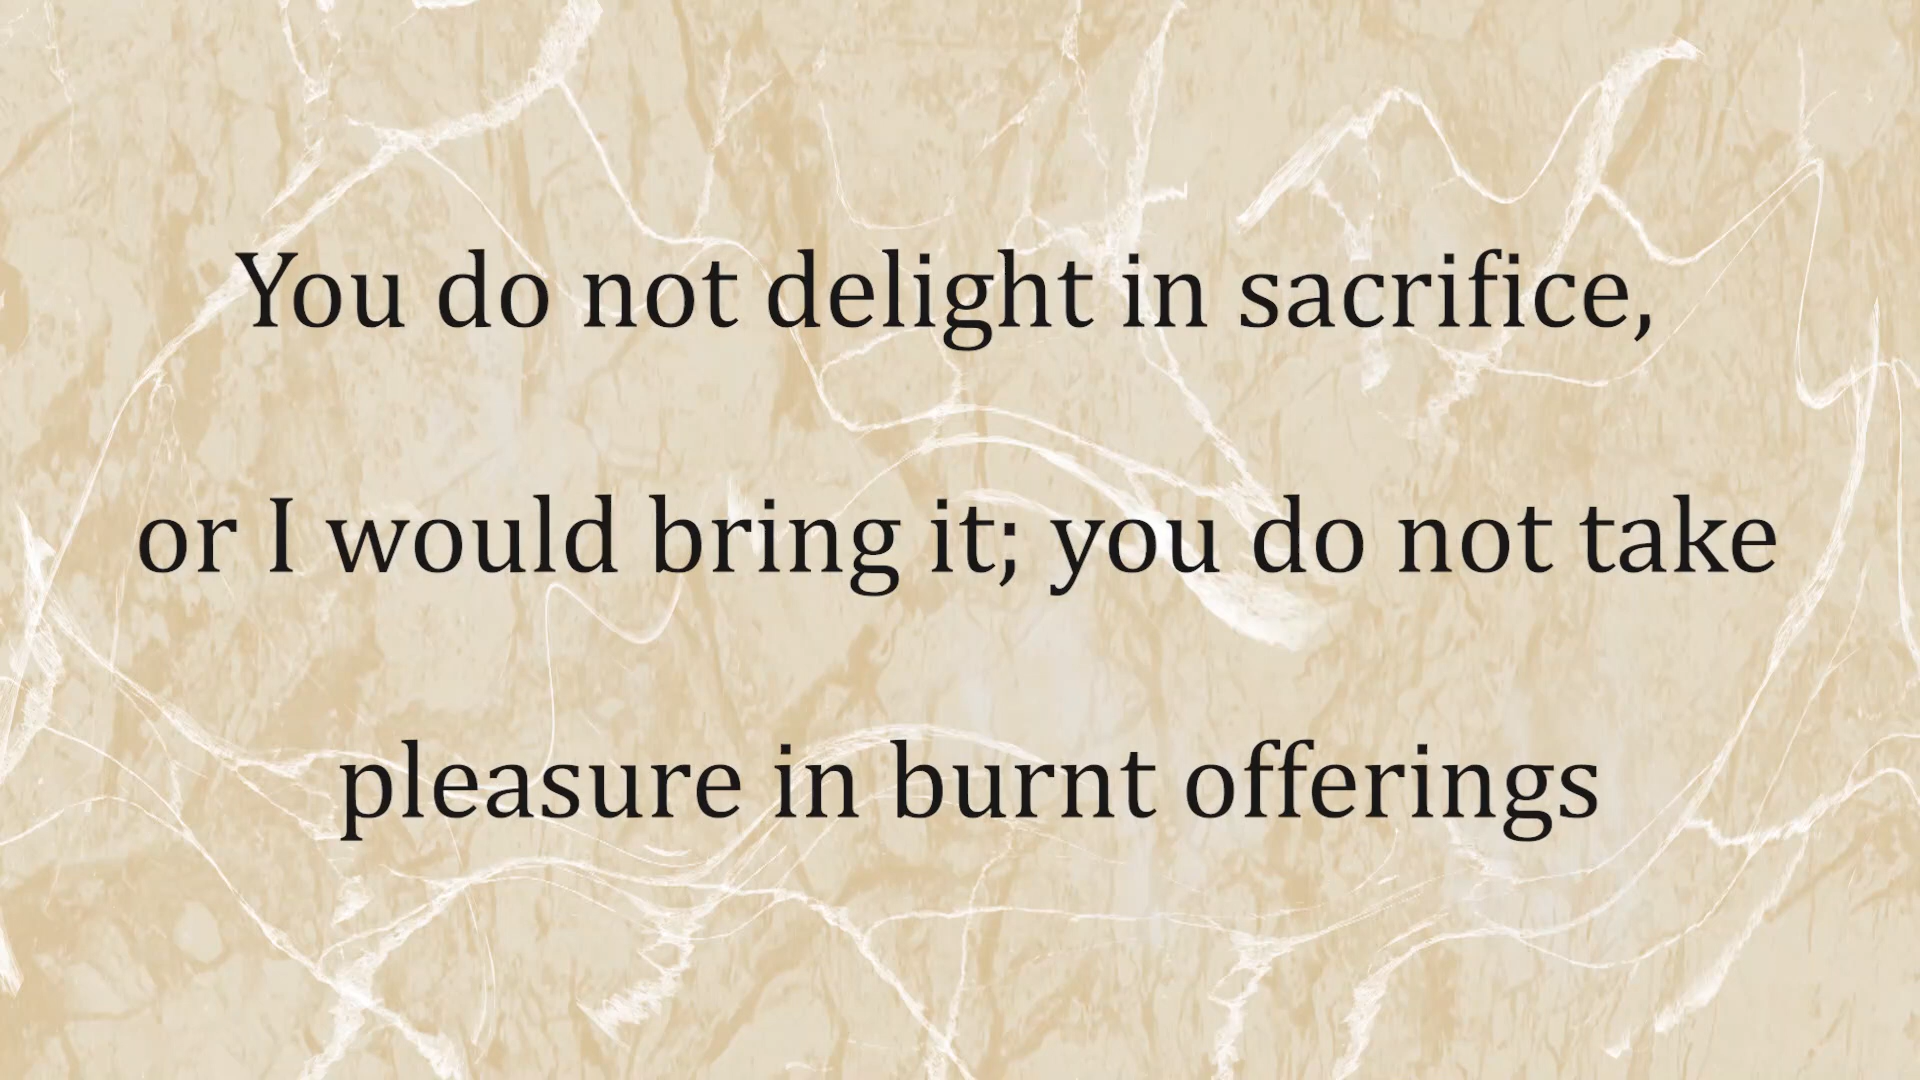 You do not delight in sacrifice,
or I would bring it; you do not take
pleasure in burnt offerings